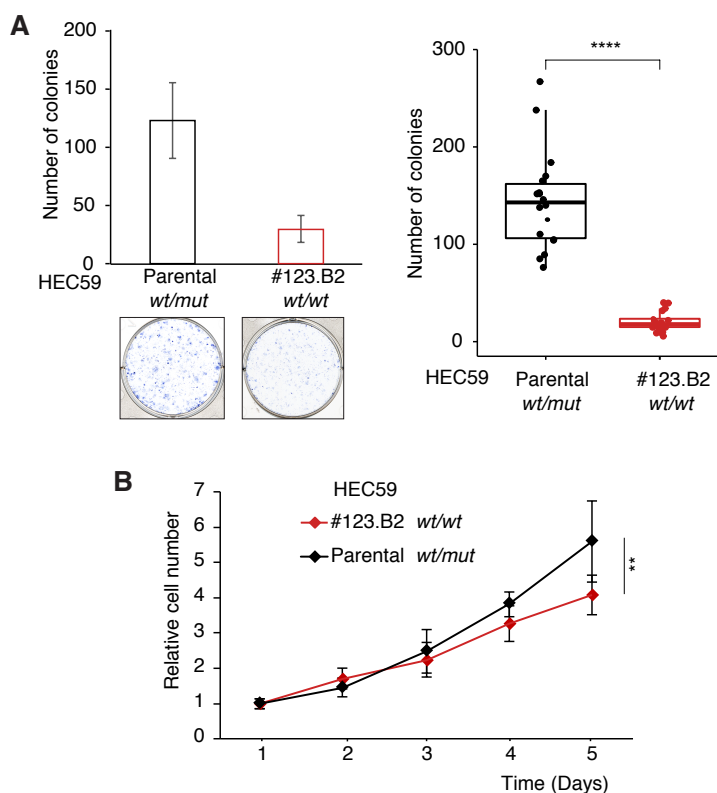 A
Number of colonies
200
150
100
50
0
HEC59
Parental
wt/mut
#123.B2
wt/wt
Number of colonies
300
200
100
0
****
HEC59
Parental
wt/mut
#123.B2
wt/wt
B
Relative cell number
7
6
5
4
3
2
1
0
HEC59
#123.B2 wt/wt
Parental wt/mut
**
1 2 3 4 5
Time (Days)